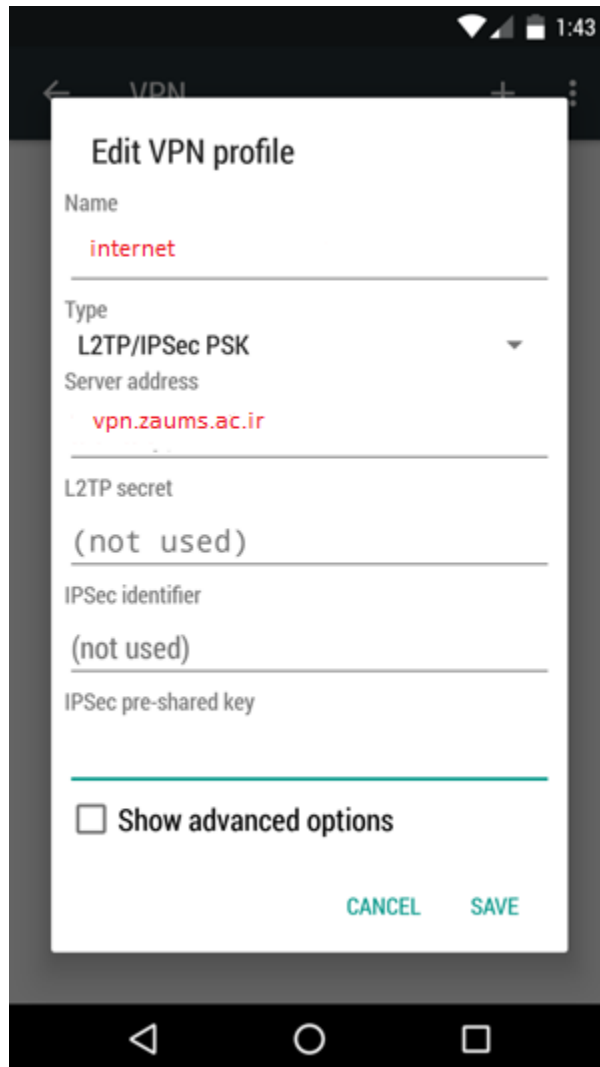 1:43
VPN
Edit VPN profile
Name
internet
Type
L2TP/IPSec PSK
Server address
vpn.zaums.ac.ir
L2TP secret
(not used)
IPSec identifier
(not used)
IPSec pre-shared key
Show advanced options
CANCEL SAVE